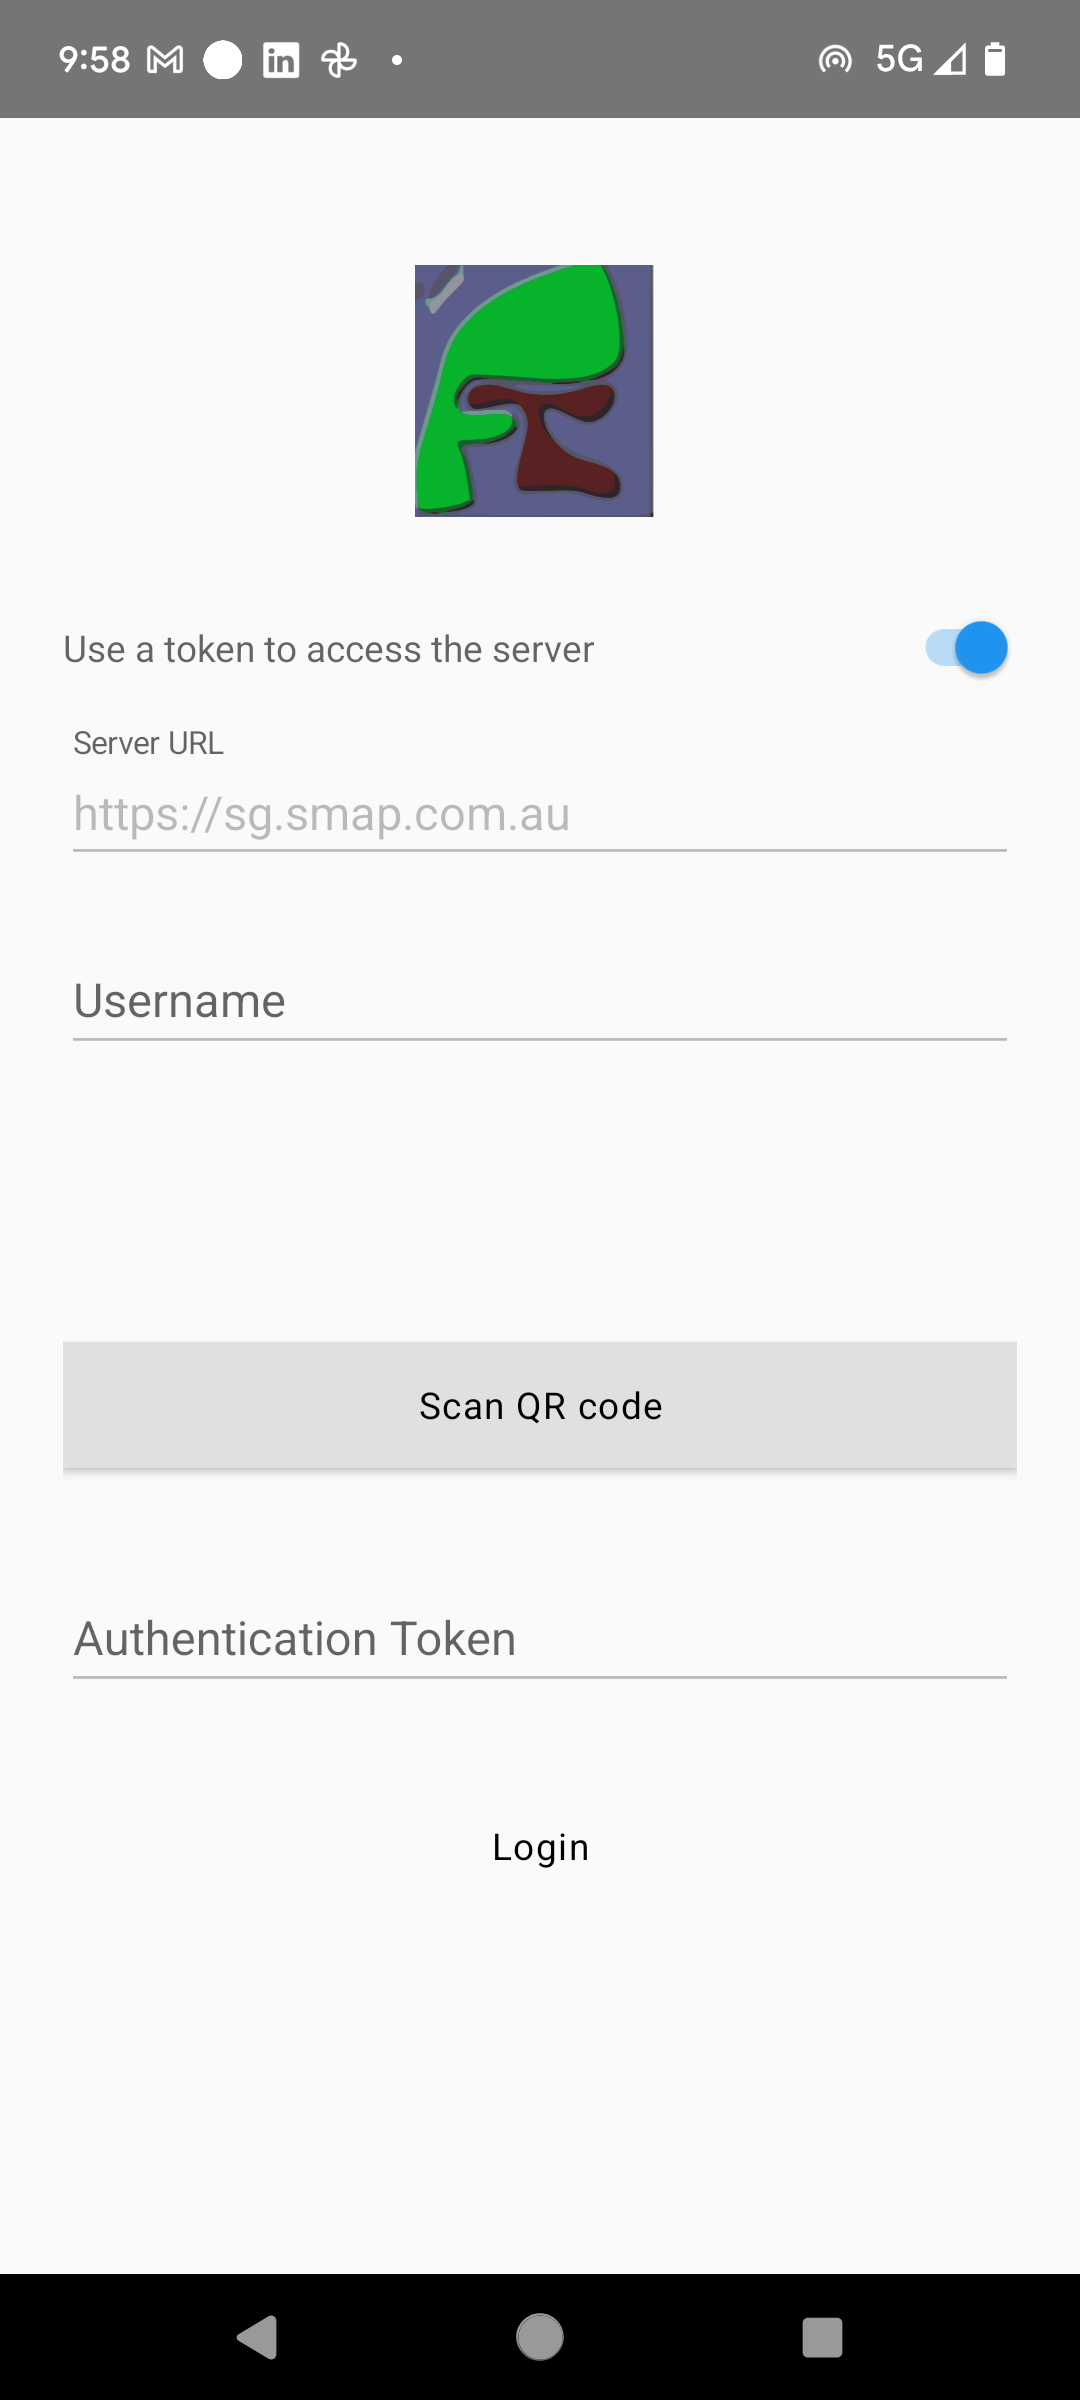 9:58
5G
Use a token to access the server
Server URL
https://sg.smap.com.au
Username
Scan QR code
Authentication Token
Login